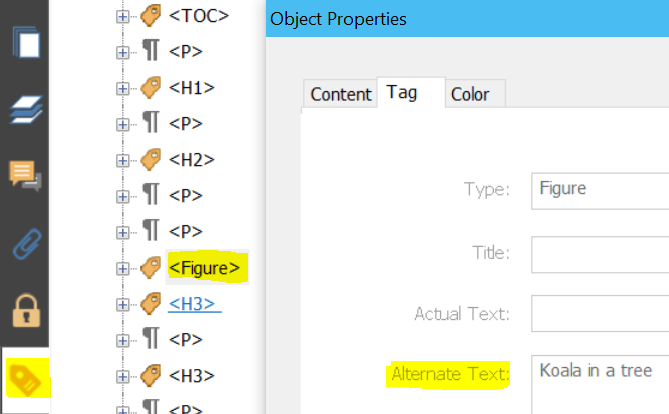 <TOC>
<P>
<H1>
<P>
<H2>
<P>
<P>
<Figure>
<H3>
<P>
<H3>
<P>
Object Properties
Content Tag Color
Type: Figure
Title:
Actual Text:
Alternate Text: Koala in a tree